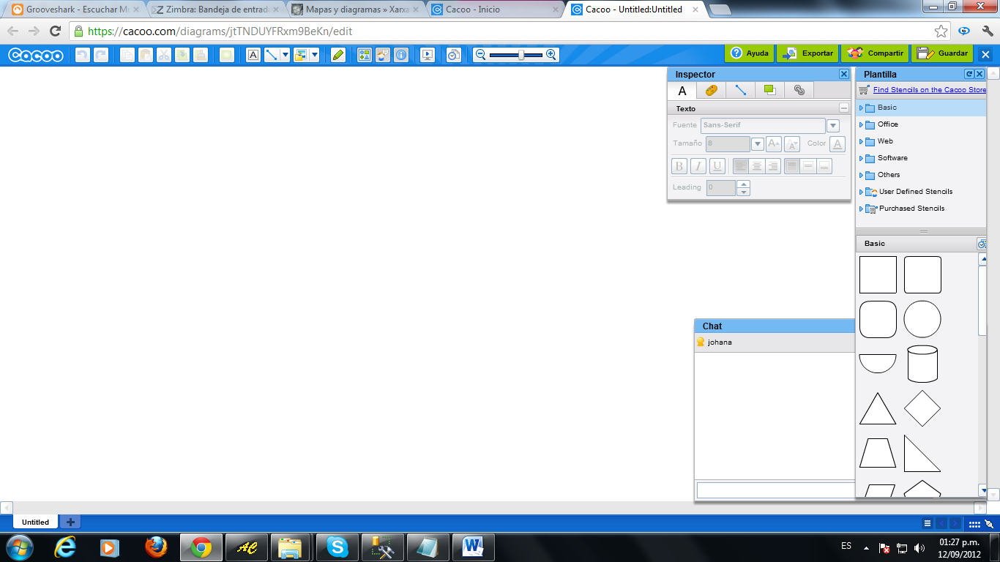 Grooveshark - Escuchar Mú
Zimbra: Bandeja de entrada
Mapas y diagramas » Xarxa
Cacoo - Inicio
Cacoo - Untitled:Untitled
https://cacoo.com/diagrams/jtTNDUYFRxm9BeKn/edit
Cacoo
Ayuda
Exportar
Compartir
Guardar
Inspector
A
Texto
Fuente Sans-Serif
Tamaño 8 A A Color A
B I U
Leading 0
Plantilla
Find Stencils on the Cacoo Store
Basic
Office
Web
Software
Others
User Defined Stencils
Purchased Stencils
Basic
Chat
johana
Untitled
ES
01:27 p.m.
12/09/2012